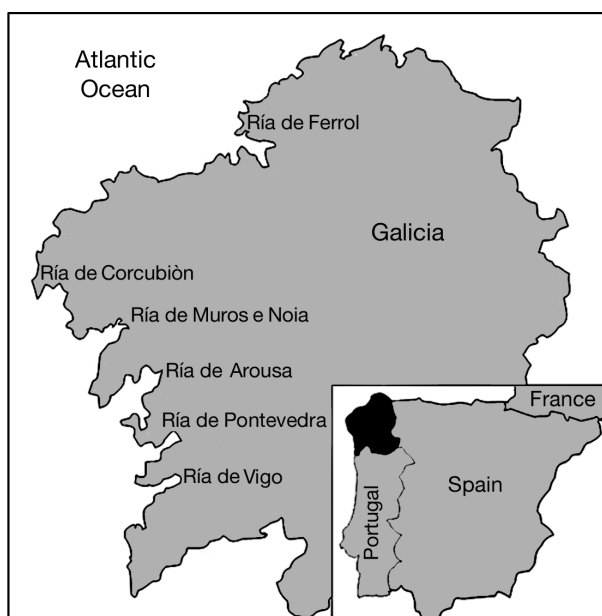 Atlantic
Ocean
Ría de Ferrol
Galicia
Ría de Corcubiòn
Ría de Muros e Noia
Ría de Arousa
Ría de Pontevedra
Ría de Vigo
France
Spain
Portugal